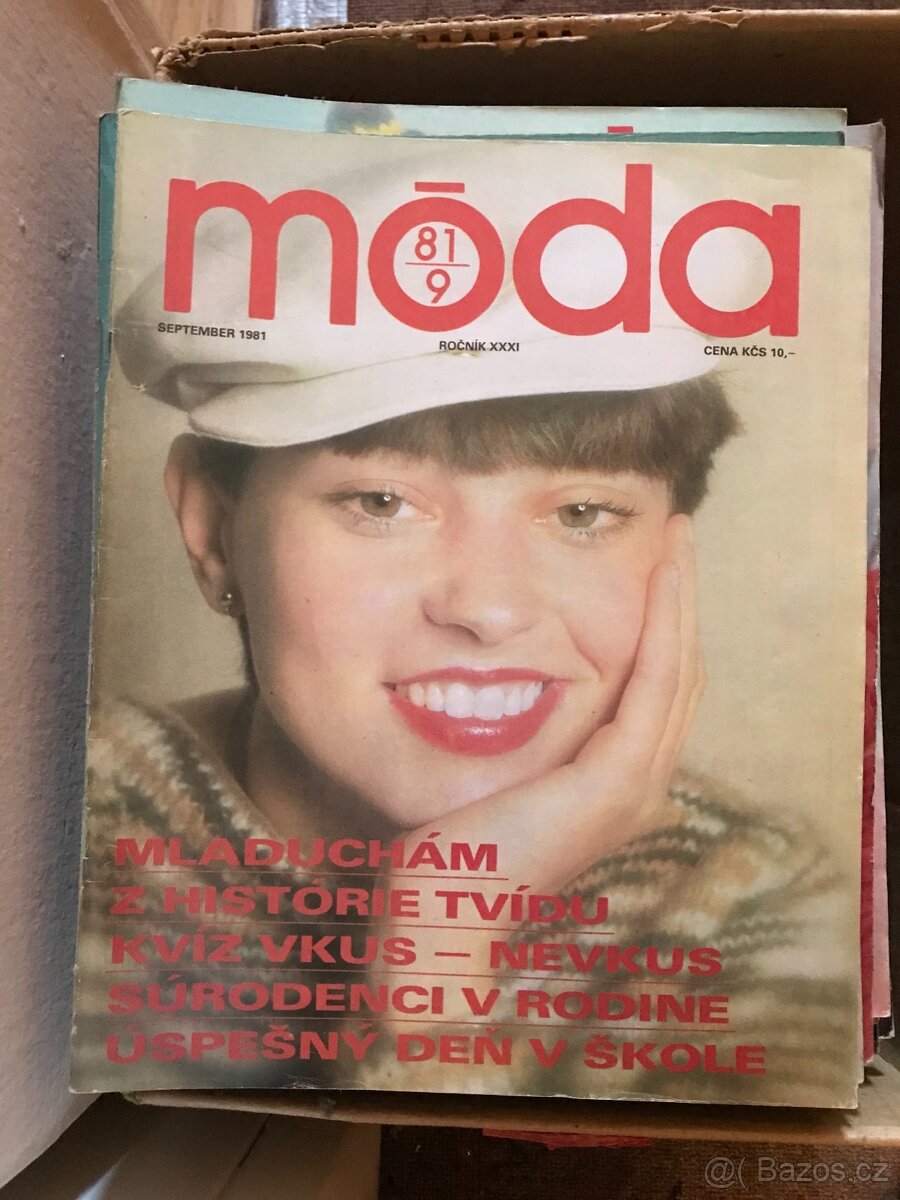 móda
81
9
SEPTEMBER 1981
ROČNÍK XXXI
CENA KČS 10,–
MLADUCHÁM
Z HISTÓRIE TVÍDU
KVÍZ VKUS – NEVKUS
SÚRODENCI V RODINE
ÚSPEŠNÝ DEŇ V ŠKOLE
@( Bazos.cz